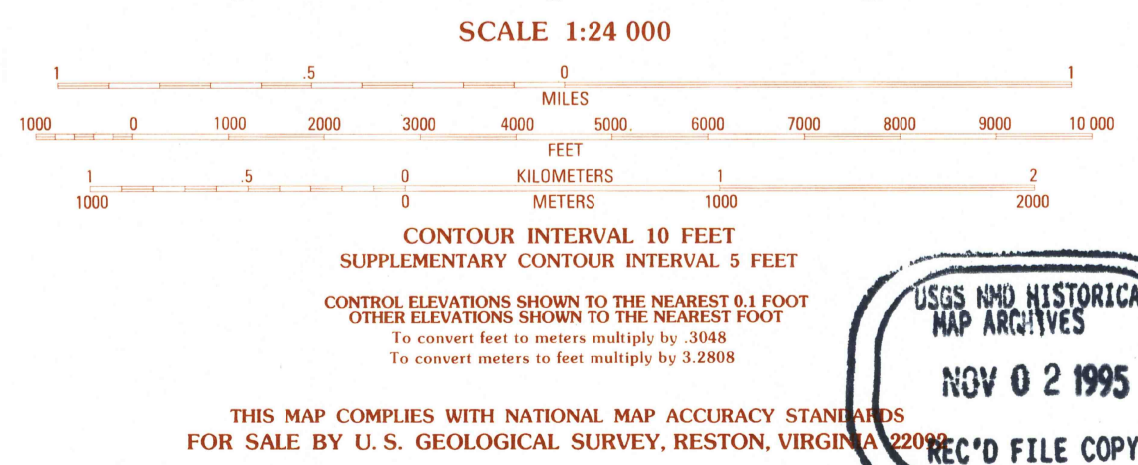 SCALE 1:24 000
1 .5 0 1
MILES
1000 0 1000 2000 3000 4000 5000 6000 7000 8000 9000 10 000
FEET
1 .5 0 KILOMETERS 1 2
1000 0 METERS 1000 2000
CONTOUR INTERVAL 10 FEET
SUPPLEMENTARY CONTOUR INTERVAL 5 FEET
CONTROL ELEVATIONS SHOWN TO THE NEAREST 0.1 FOOT
OTHER ELEVATIONS SHOWN TO THE NEAREST FOOT
To convert feet to meters multiply by .3048
To convert meters to feet multiply by 3.2808
THIS MAP COMPLIES WITH NATIONAL MAP ACCURACY STANDARDS
FOR SALE BY U. S. GEOLOGICAL SURVEY, RESTON, VIRGINIA 22092
USGS NMD HISTORICA
MAP ARCHIVES
NOV 0 2 1995
REC'D FILE COPY